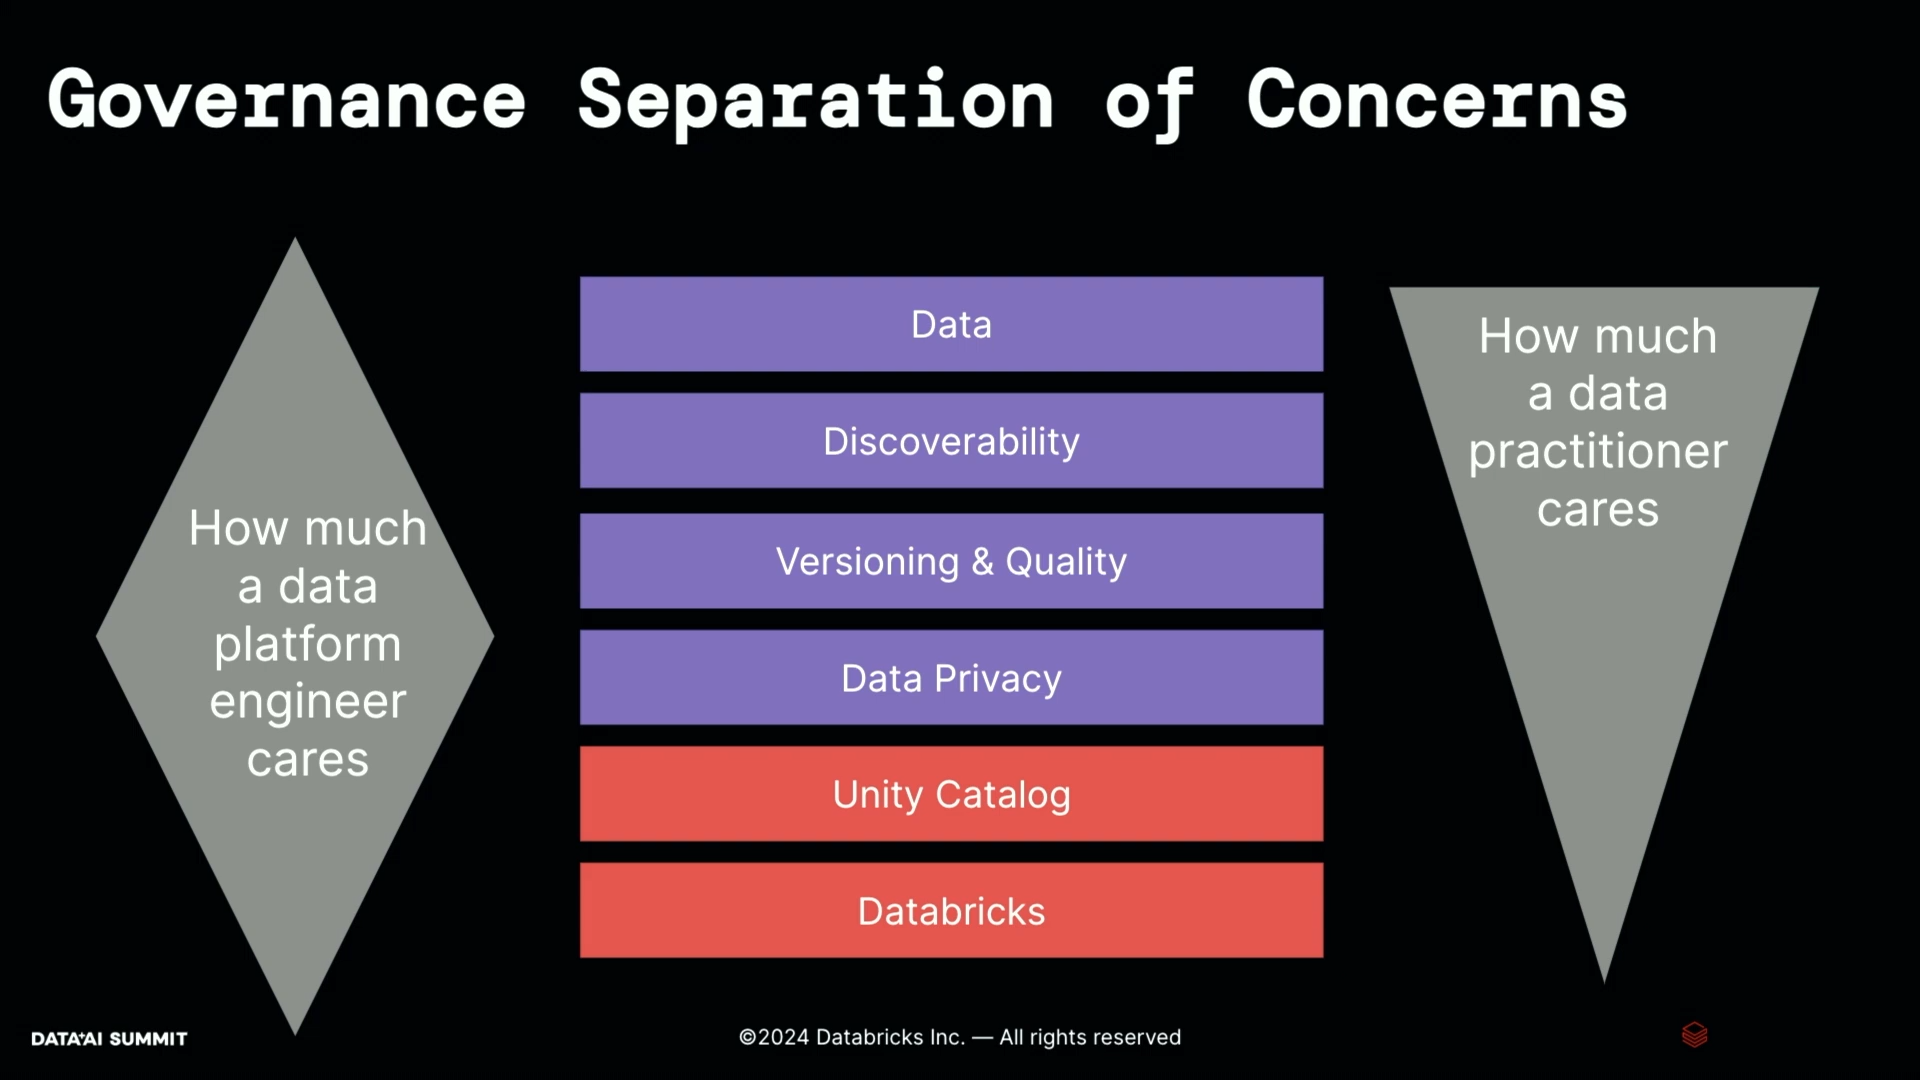 Governance Separation of Concerns
How much
a data
platform
engineer
cares
Data
Discoverability
Versioning & Quality
Data Privacy
Unity Catalog
Databricks
How much
a data
practitioner
cares
DATA+AI SUMMIT
©2024 Databricks Inc. — All rights reserved